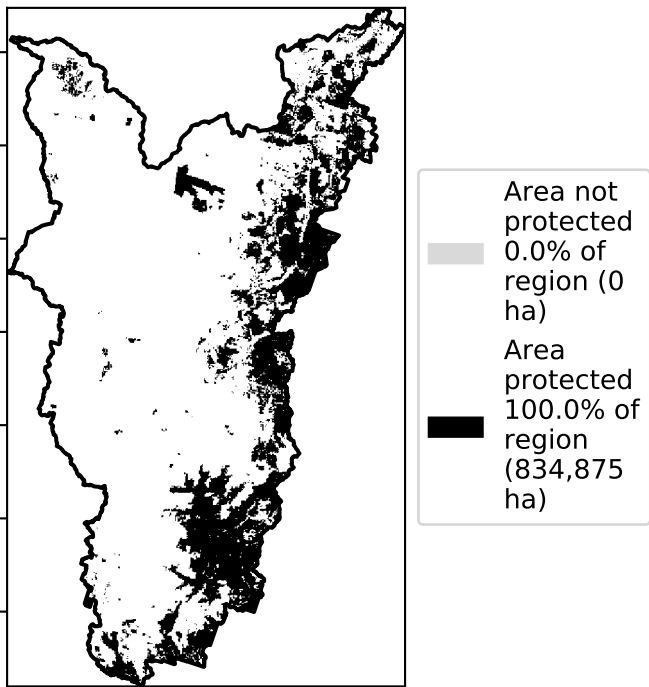 Area not
protected
0.0% of
region (0
ha)
Area
protected
100.0% of
region
(834,875
ha)